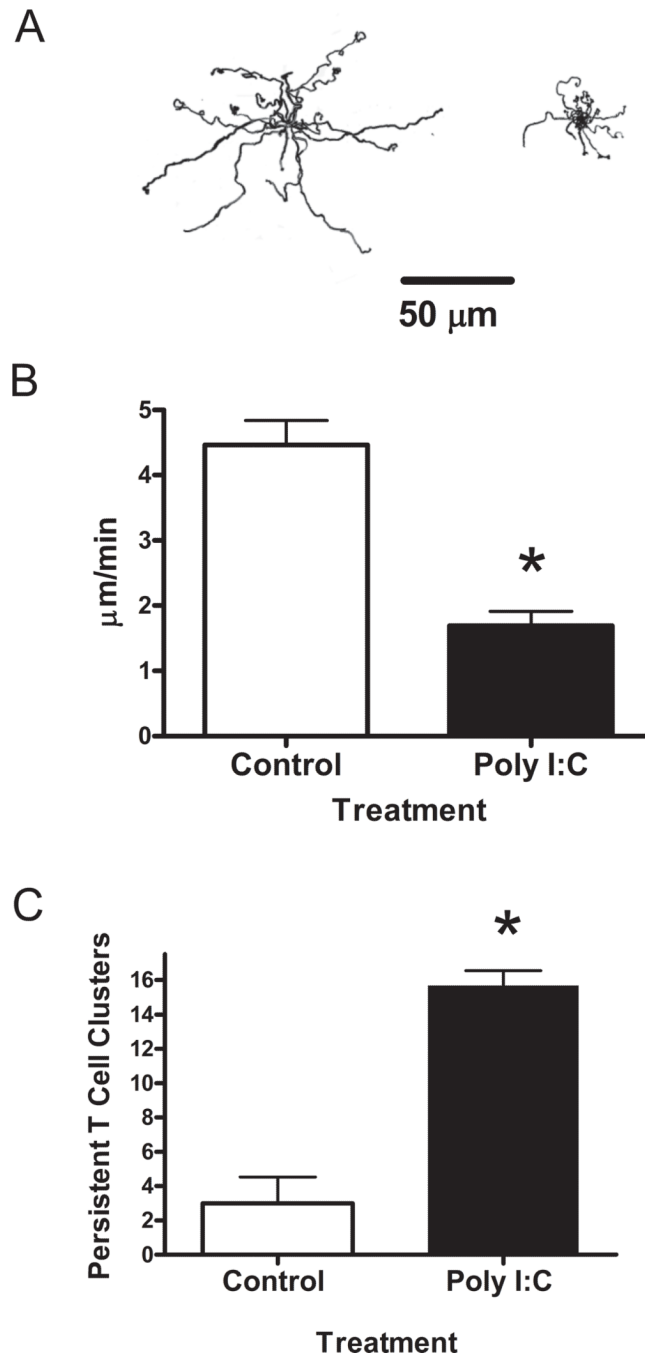 A
50 μm
B
μm/min
5
4
3
2
1
0
*
Control
Poly I:C
Treatment
C
Persistent T Cell Clusters
16
14
12
10
8
6
4
2
0
*
Control
Poly I:C
Treatment